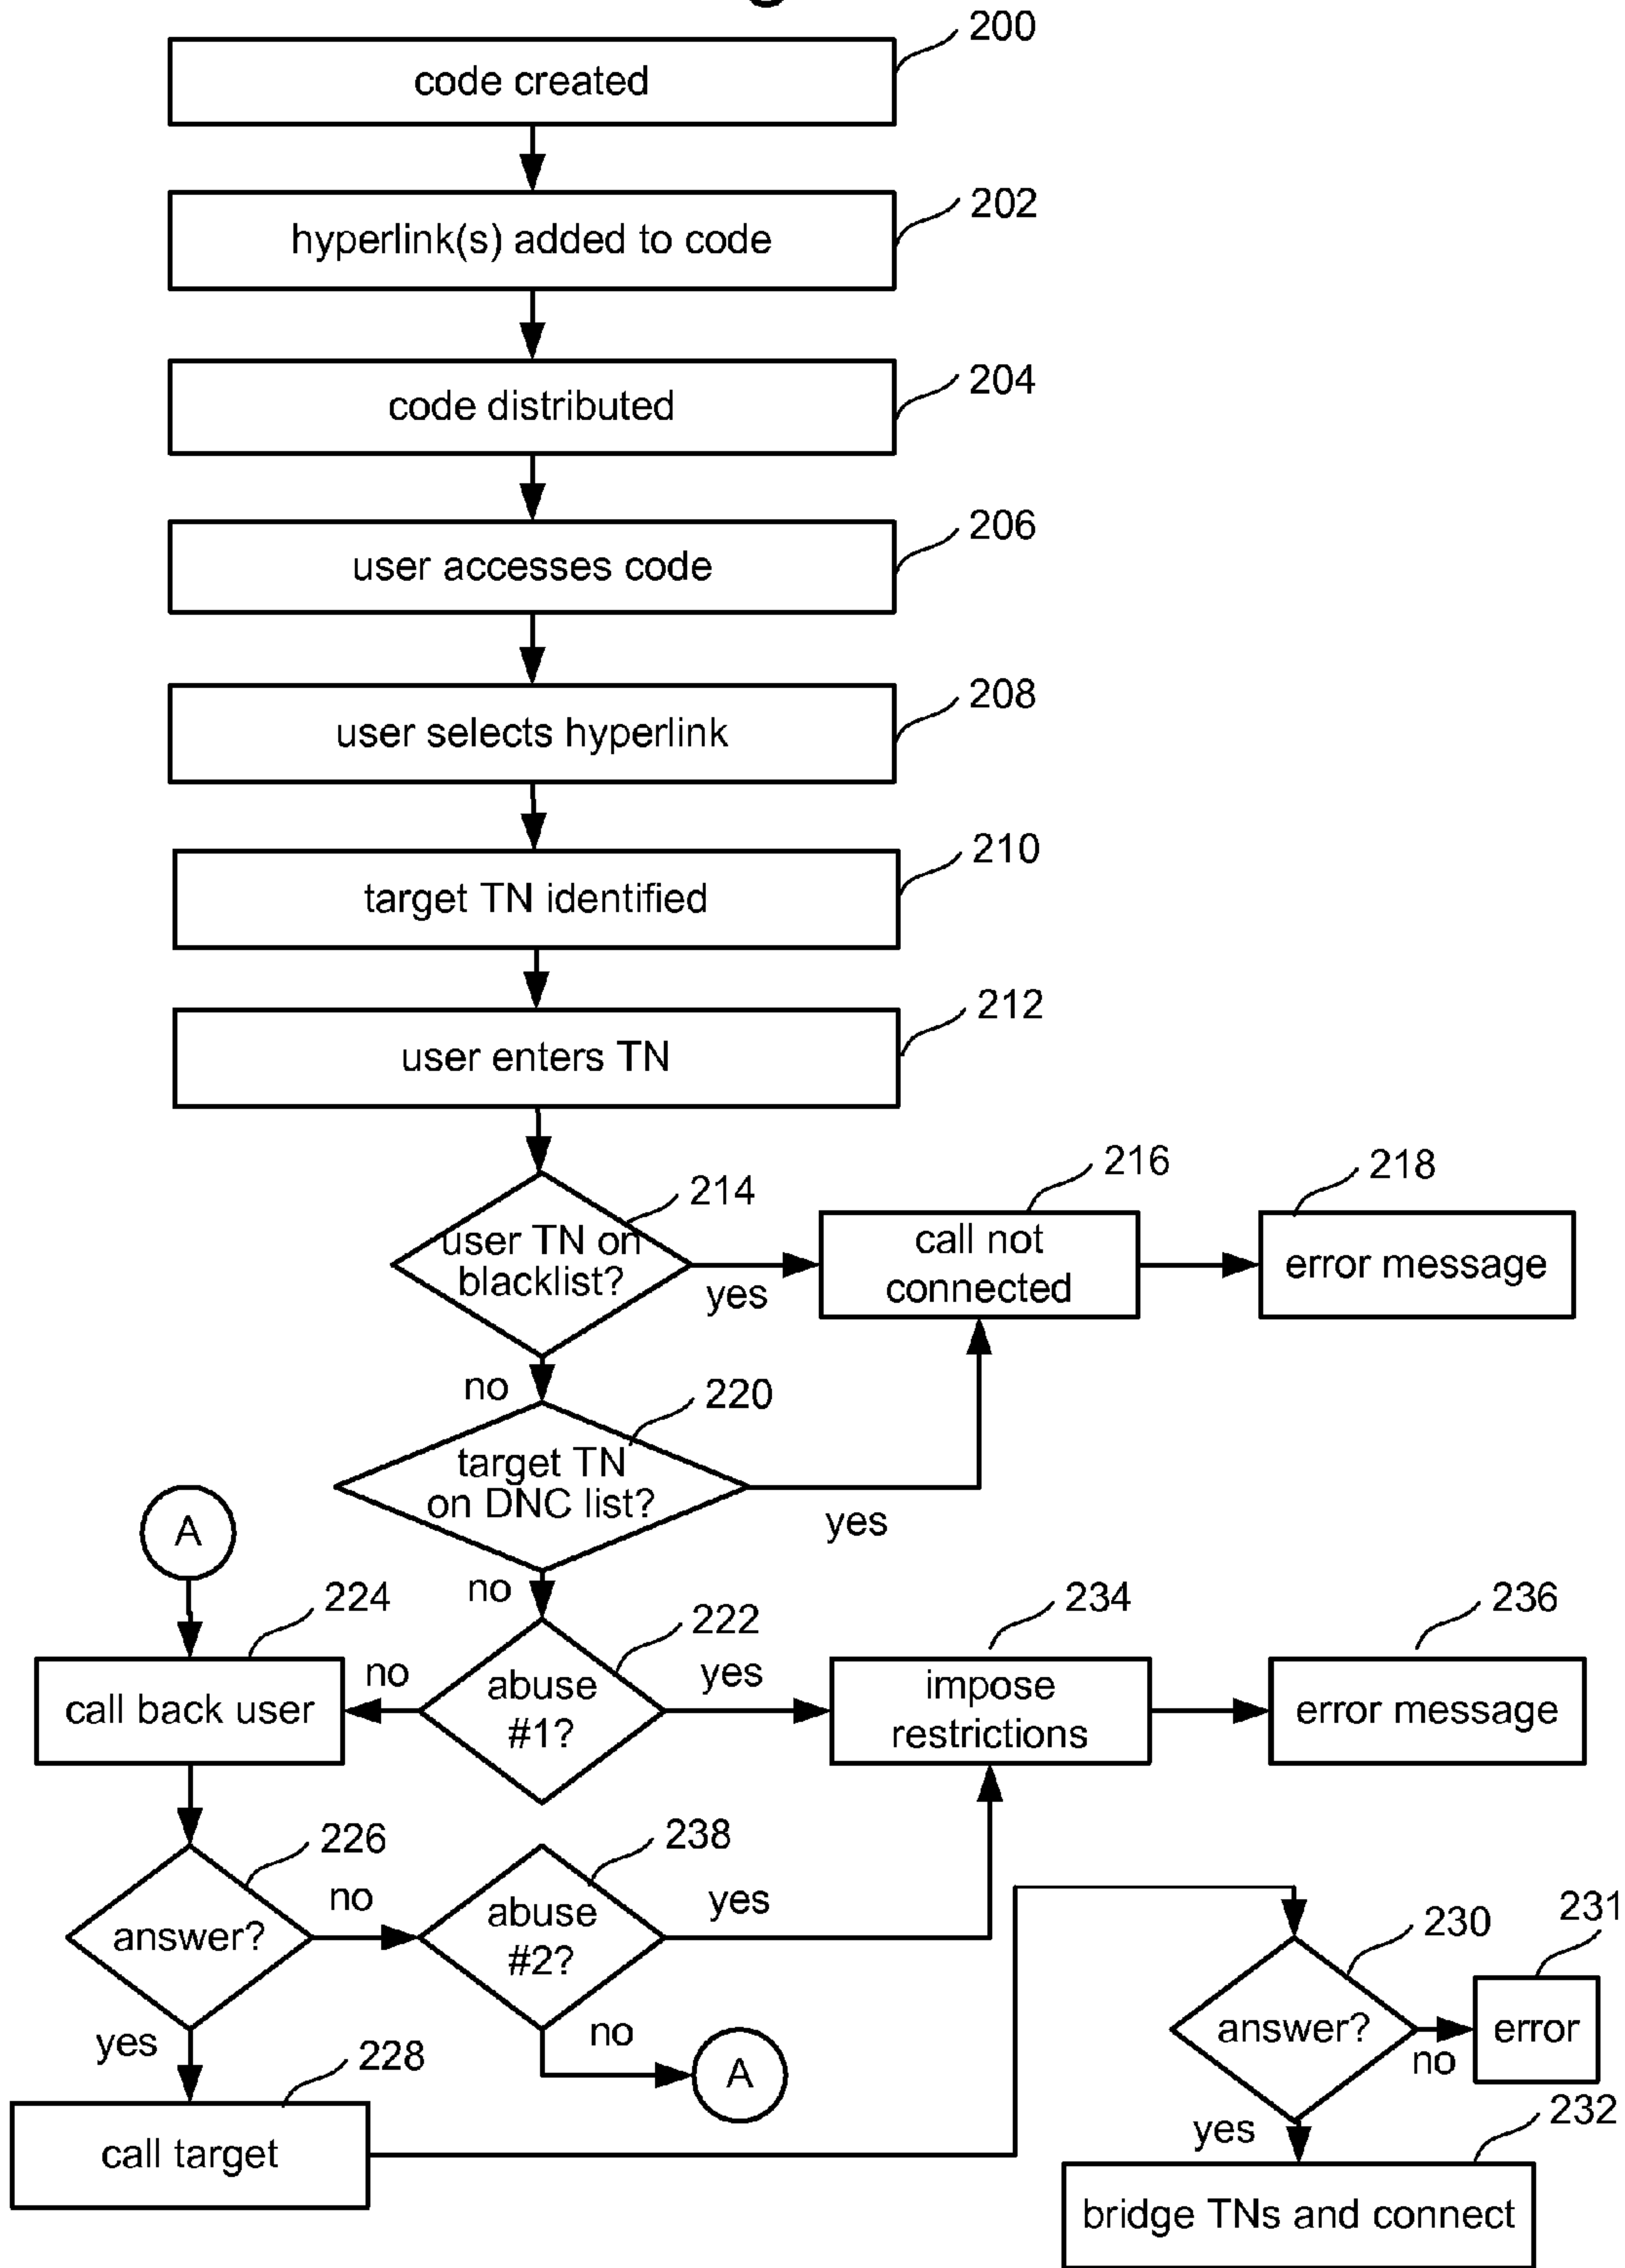 200
code created
202
hyperlink(s) added to code
204
code distributed
206
user accesses code
208
user selects hyperlink
210
target TN identified
212
user enters TN
214
user TN on
blacklist?
yes
216
call not
connected
218
error message
no
220
target TN
on DNC list?
yes
A
no
224
call back user
no
222
abuse
#1?
yes
234
impose
restrictions
236
error message
226
answer?
no
238
abuse
#2?
yes
no
A
yes
228
call target
230
answer?
no
231
error
yes
232
bridge TNs and connect